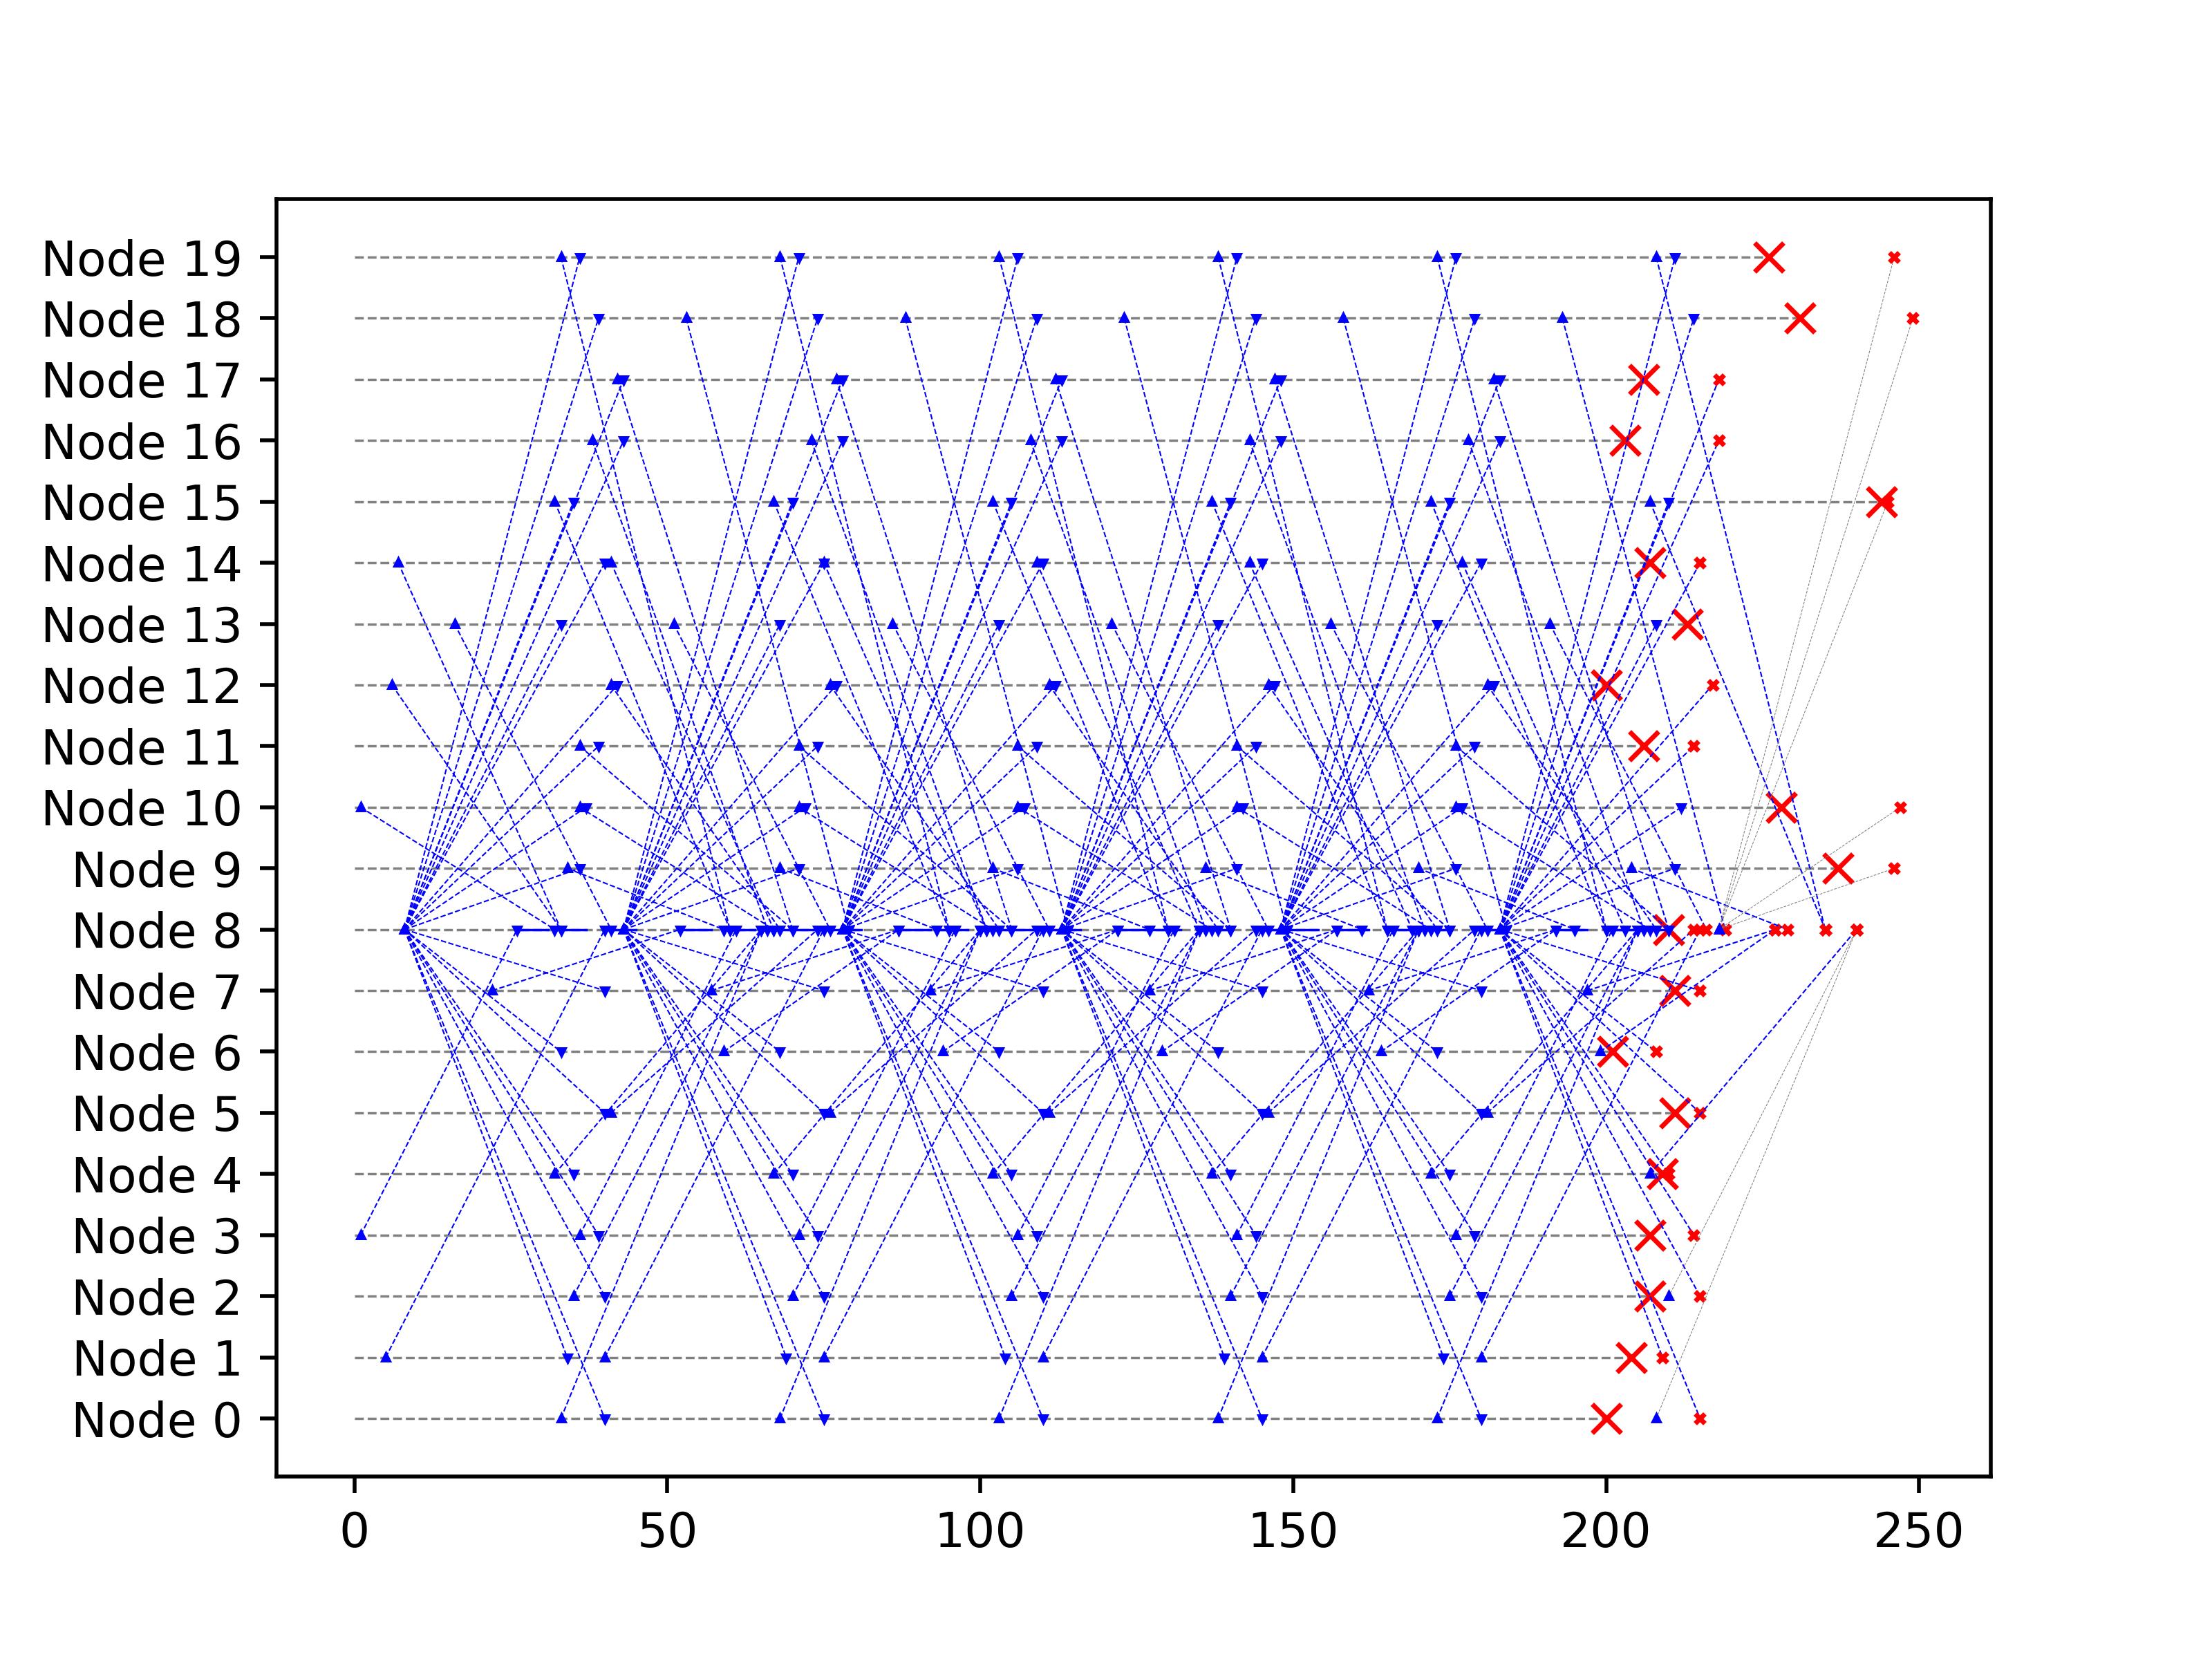 Node 19
Node 18
Node 17
Node 16
Node 15
Node 14
Node 13
Node 12
Node 11
Node 10
Node 9
Node 8
Node 7
Node 6
Node 5
Node 4
Node 3
Node 2
Node 1
Node 0
0 50 100 150 200 250